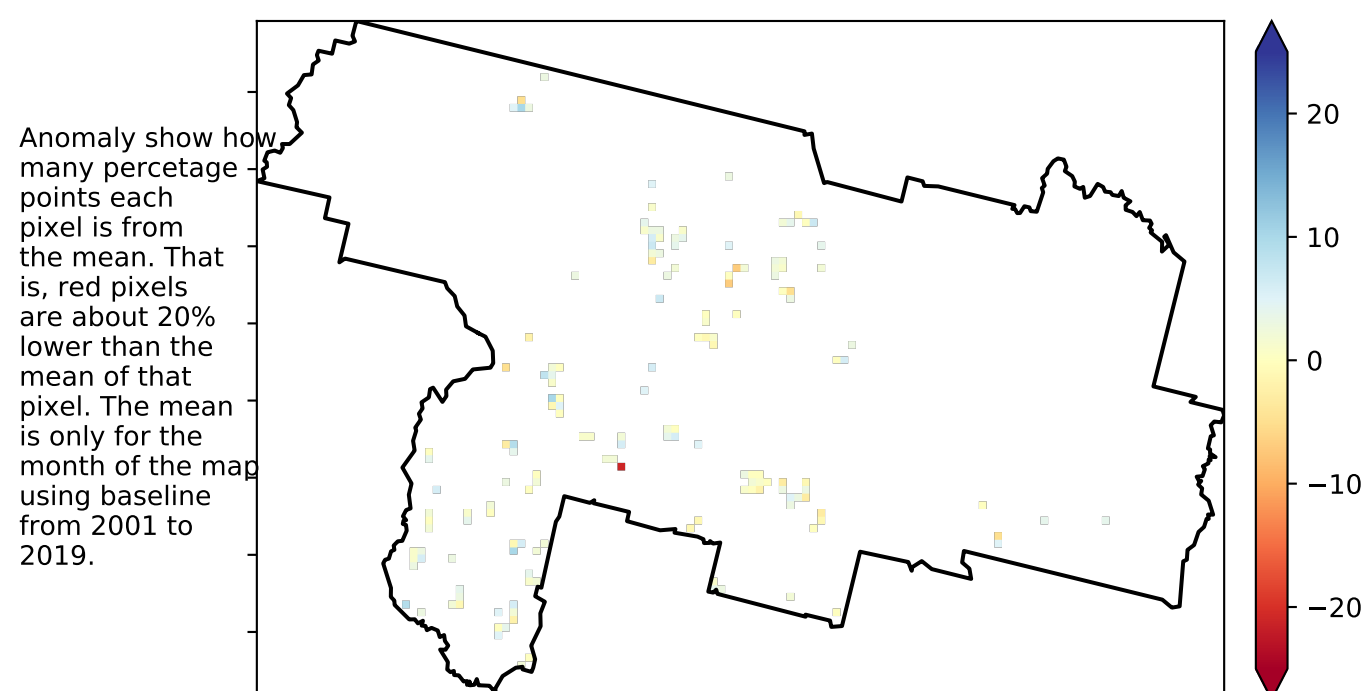 Anomaly show how
many percetage
points each
pixel is from
the mean. That
is, red pixels
are about 20%
lower than the
mean of that
pixel. The mean
is only for the
month of the map
using baseline
from 2001 to
2019.
20
10
0
−10
−20